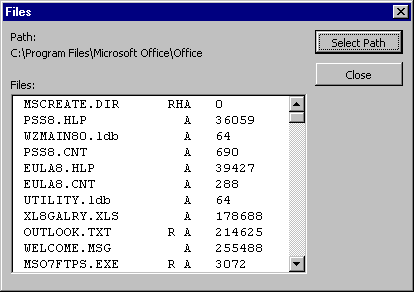 Files
Path:
C:\Program Files\Microsoft Office\Office
Select Path
Close
Files:
MSCREATE.DIR RHA 0
PSS8.HLP A 36059
WZMAIN80.ldb A 64
PSS8.CNT A 690
EULA8.HLP A 39427
EULA8.CNT A 288
UTILITY.ldb A 64
XL8GALRY.XLS A 178688
OUTLOOK.TXT R A 214625
WELCOME.MSG A 255488
MSO7FTPS.EXE R A 3072